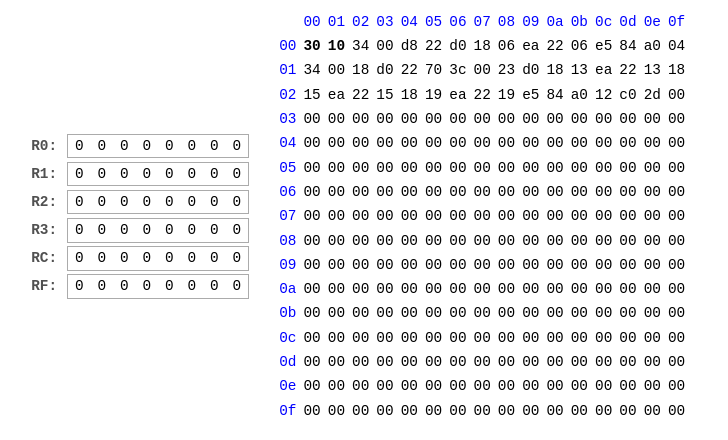 00 01 02 03 04 05 06 07 08 09 0a 0b 0c 0d 0e 0f
00 30 10 34 00 d8 22 d0 18 06 ea 22 06 e5 84 a0 04
01 34 00 18 d0 22 70 3c 00 23 d0 18 13 ea 22 13 18
02 15 ea 22 15 18 19 ea 22 19 e5 84 a0 12 c0 2d 00
03 00 00 00 00 00 00 00 00 00 00 00 00 00 00 00 00
04 00 00 00 00 00 00 00 00 00 00 00 00 00 00 00 00
05 00 00 00 00 00 00 00 00 00 00 00 00 00 00 00 00
06 00 00 00 00 00 00 00 00 00 00 00 00 00 00 00 00
07 00 00 00 00 00 00 00 00 00 00 00 00 00 00 00 00
08 00 00 00 00 00 00 00 00 00 00 00 00 00 00 00 00
09 00 00 00 00 00 00 00 00 00 00 00 00 00 00 00 00
0a 00 00 00 00 00 00 00 00 00 00 00 00 00 00 00 00
0b 00 00 00 00 00 00 00 00 00 00 00 00 00 00 00 00
0c 00 00 00 00 00 00 00 00 00 00 00 00 00 00 00 00
0d 00 00 00 00 00 00 00 00 00 00 00 00 00 00 00 00
0e 00 00 00 00 00 00 00 00 00 00 00 00 00 00 00 00
0f 00 00 00 00 00 00 00 00 00 00 00 00 00 00 00 00
R0: 0 0 0 0 0 0 0 0
R1: 0 0 0 0 0 0 0 0
R2: 0 0 0 0 0 0 0 0
R3: 0 0 0 0 0 0 0 0
RC: 0 0 0 0 0 0 0 0
RF: 0 0 0 0 0 0 0 0